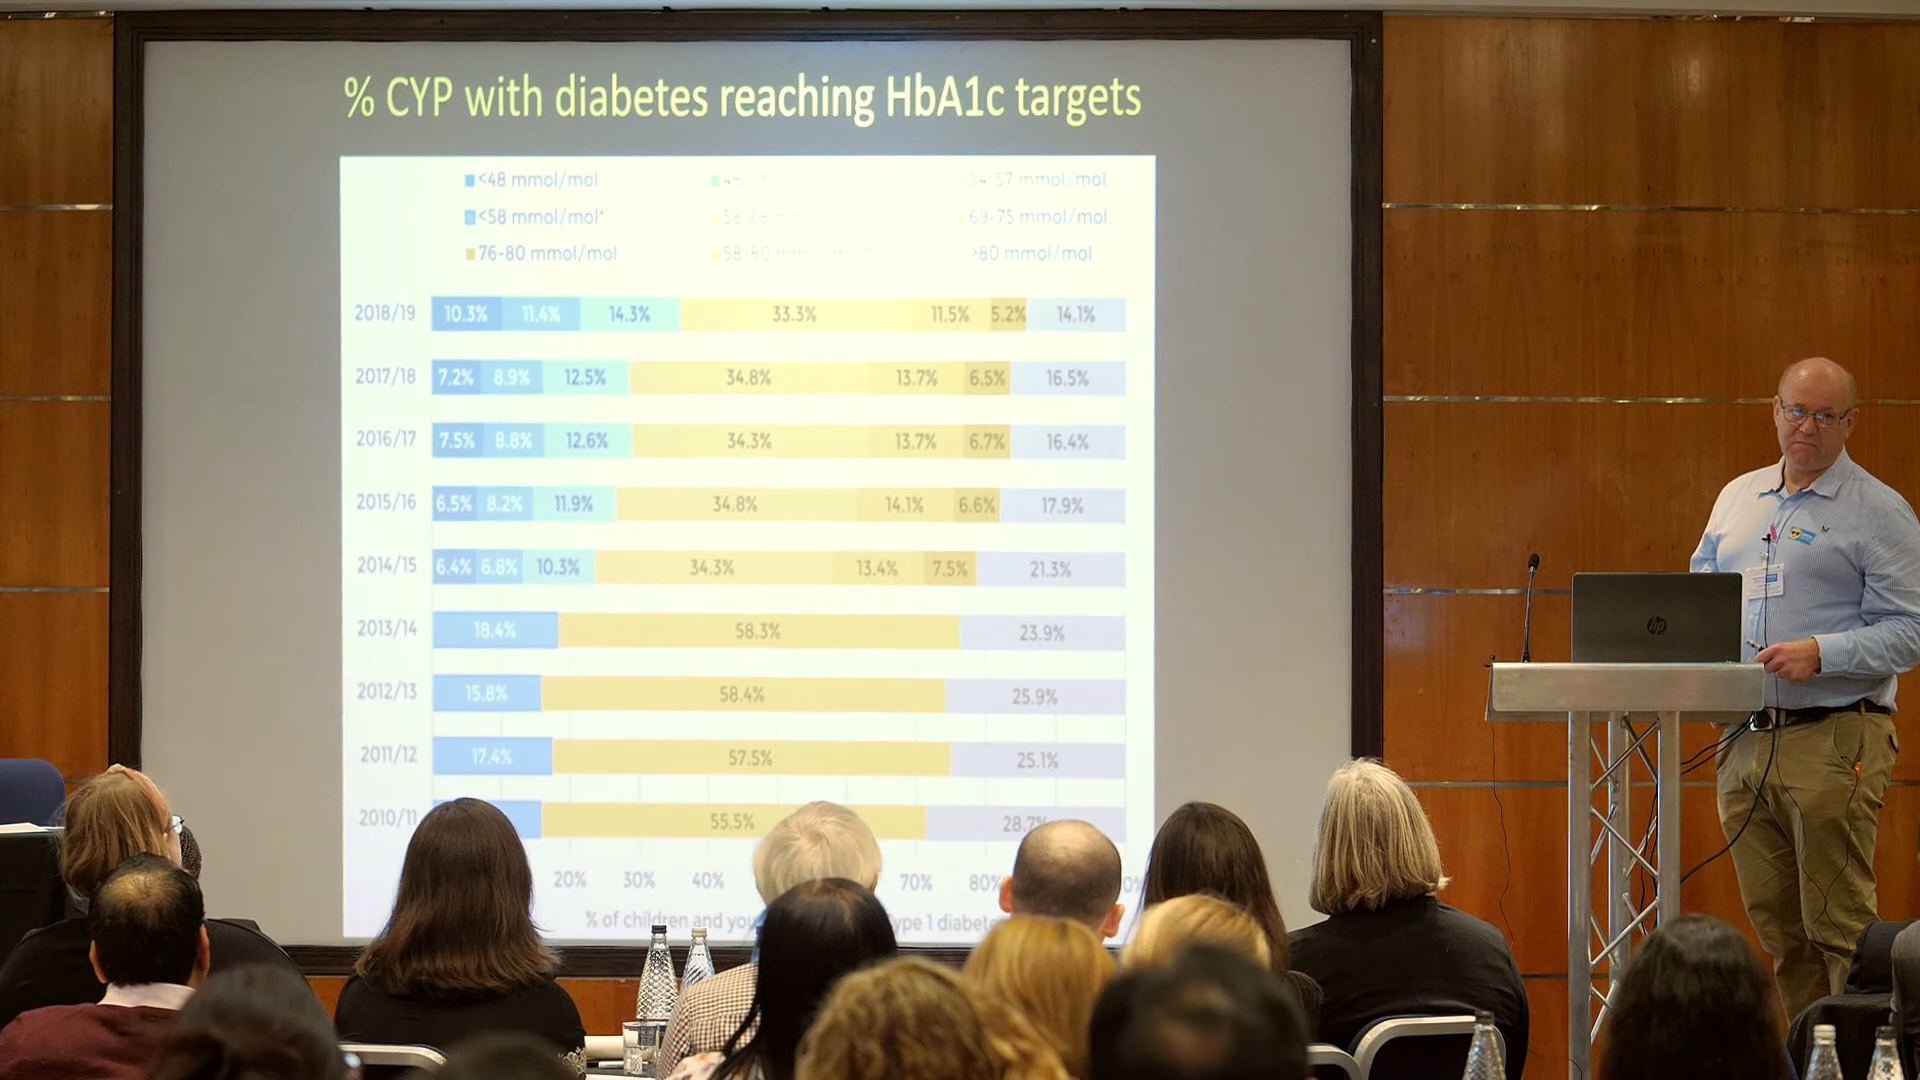 % CYP with diabetes reaching HbA1c targets
<48 mmol/mol 54-57 mmol/mol
<58 mmol/mol* 69-75 mmol/mol
76-80 mmol/mol 58-80 >80 mmol/mol
2018/19 10.3% 11.4% 14.3% 33.3% 11.5% 5.2% 14.1%
2017/18 7.2% 8.9% 12.5% 34.8% 13.7% 6.5% 16.5%
2016/17 7.5% 8.8% 12.6% 34.3% 13.7% 6.7% 16.4%
2015/16 6.5% 8.2% 11.9% 34.8% 14.1% 6.6% 17.9%
2014/15 6.4% 6.8% 10.3% 34.3% 13.4% 7.5% 21.3%
2013/14 18.4% 58.3% 23.9%
2012/13 15.8% 58.4% 25.9%
2011/12 17.4% 57.5% 25.1%
2010/11 55.5% 28.7%
20% 30% 40% 70% 80%
% of children and 1
hp